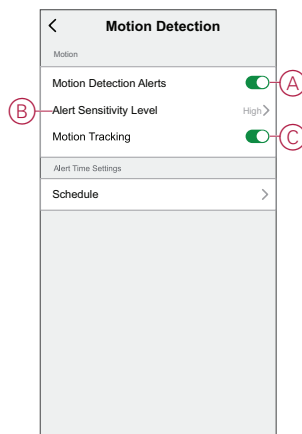 Motion Detection
Motion
Motion Detection Alerts
A
B
Alert Sensitivity Level High
Motion Tracking
C
Alert Time Settings
Schedule